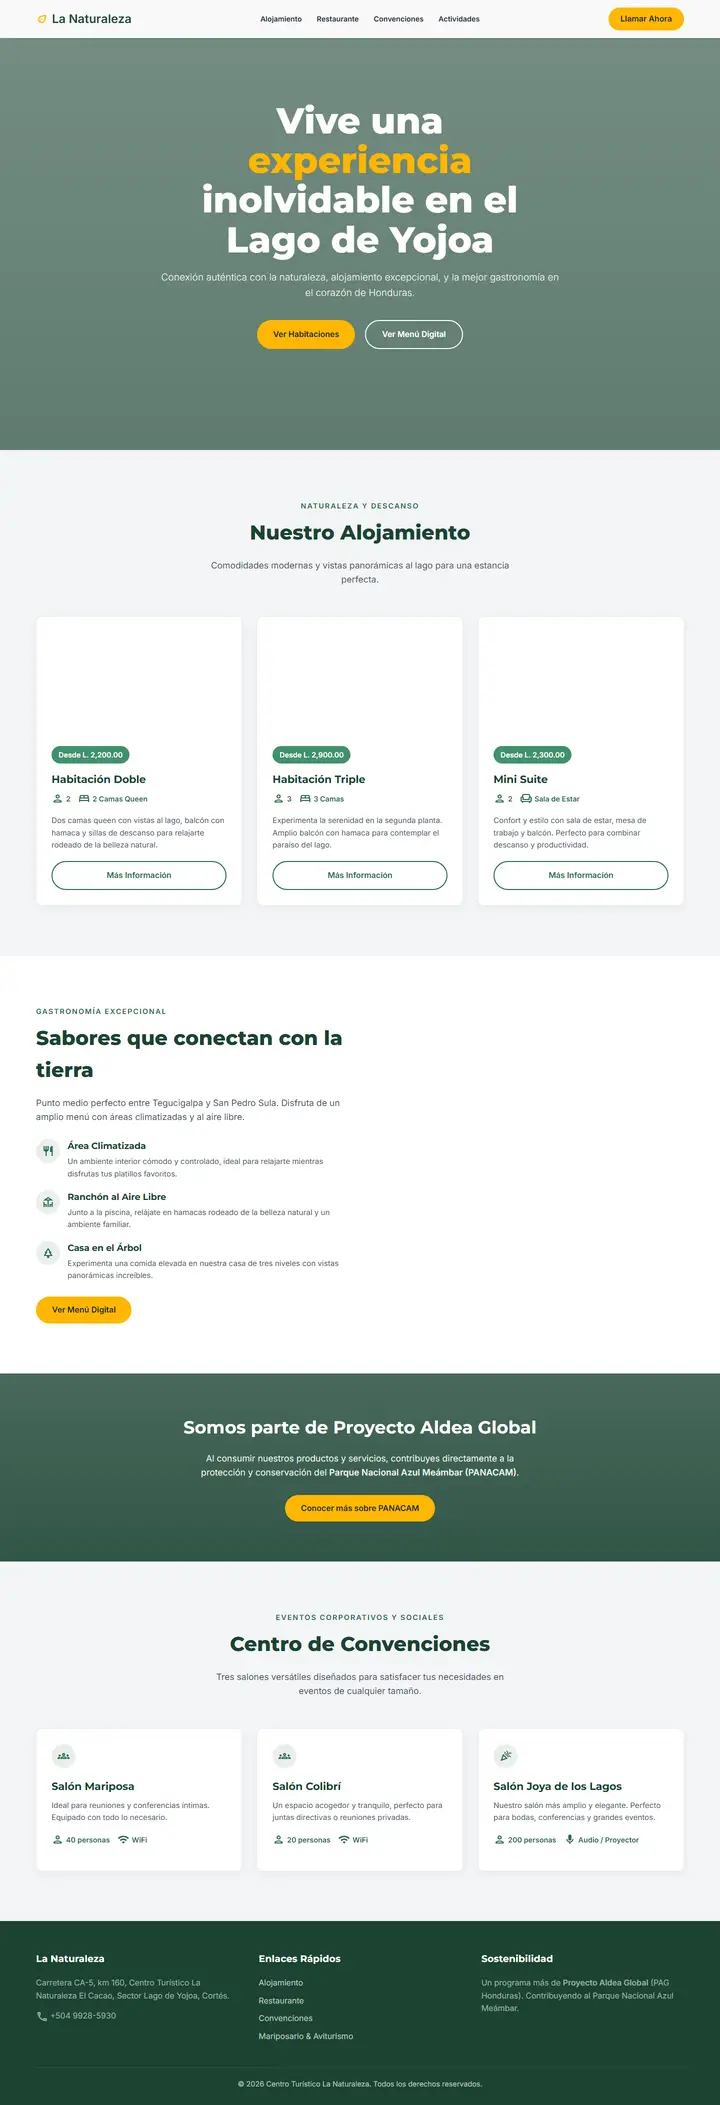 La Naturaleza
Alojamiento
Restaurante
Convenciones
Actividades
Llamar Ahora
Vive una
experiencia
inolvidable en el
Lago de Yojoa
Conexión auténtica con la naturaleza, alojamiento excepcional, y la mejor gastronomía en
el corazón de Honduras.
Ver Habitaciones
Ver Menú Digital
NATURALEZA Y DESCANSO
Nuestro Alojamiento
Comodidades modernas y vistas panorámicas al lago para una estancia
perfecta.
Desde L. 2,200.00
Habitación Doble
2 2 Camas Queen
Dos camas queen con vistas al lago, balcón con
hamaca y sillas de descanso para relajarte
rodeado de la belleza natural.
Más Información
Desde L. 2,900.00
Habitación Triple
3 3 Camas
Experimenta la serenidad en la segunda planta.
Amplio balcón con hamaca para contemplar el
paraíso del lago.
Más Información
Desde L. 2,300.00
Mini Suite
2 Sala de Estar
Confort y estilo con sala de estar, mesa de
trabajo y balcón. Perfecto para combinar
descanso y productividad.
Más Información
GASTRONOMÍA EXCEPCIONAL
Sabores que conectan con la
tierra
Punto medio perfecto entre Tegucigalpa y San Pedro Sula. Disfruta de un
amplio menú con áreas climatizadas y al aire libre.
Área Climatizada
Un ambiente interior cómodo y controlado, ideal para relajarte mientras
disfrutas tus platillos favoritos.
Ranchón al Aire Libre
Junto a la piscina, relájate en hamacas rodeado de la belleza natural y un
ambiente familiar.
Casa en el Árbol
Experimenta una comida elevada en nuestra casa de tres niveles con vistas
panorámicas increíbles.
Ver Menú Digital
Somos parte de Proyecto Aldea Global
Al consumir nuestros productos y servicios, contribuyes directamente a la
protección y conservación del Parque Nacional Azul Meámbar (PANACAM).
Conocer más sobre PANACAM
EVENTOS CORPORATIVOS Y SOCIALES
Centro de Convenciones
Tres salones versátiles diseñados para satisfacer tus necesidades en
eventos de cualquier tamaño.
Salón Mariposa
Ideal para reuniones y conferencias íntimas.
Equipado con todo lo necesario.
40 personas WiFi
Salón Colibrí
Un espacio acogedor y tranquilo, perfecto para
juntas directivas o reuniones privadas.
20 personas WiFi
Salón Joya de los Lagos
Nuestro salón más amplio y elegante. Perfecto
para bodas, conferencias y grandes eventos.
200 personas Audio / Proyector
La Naturaleza
Carretera CA-5, km 160, Centro Turístico La
Naturaleza El Cacao, Sector Lago de Yojoa, Cortés.
+504 9928-5930
Enlaces Rápidos
Alojamiento
Restaurante
Convenciones
Mariposario & Aviturismo
Sostenibilidad
Un programa más de Proyecto Aldea Global (PAG
Honduras). Contribuyendo al Parque Nacional Azul
Meámbar.
© 2026 Centro Turístico La Naturaleza. Todos los derechos reservados.